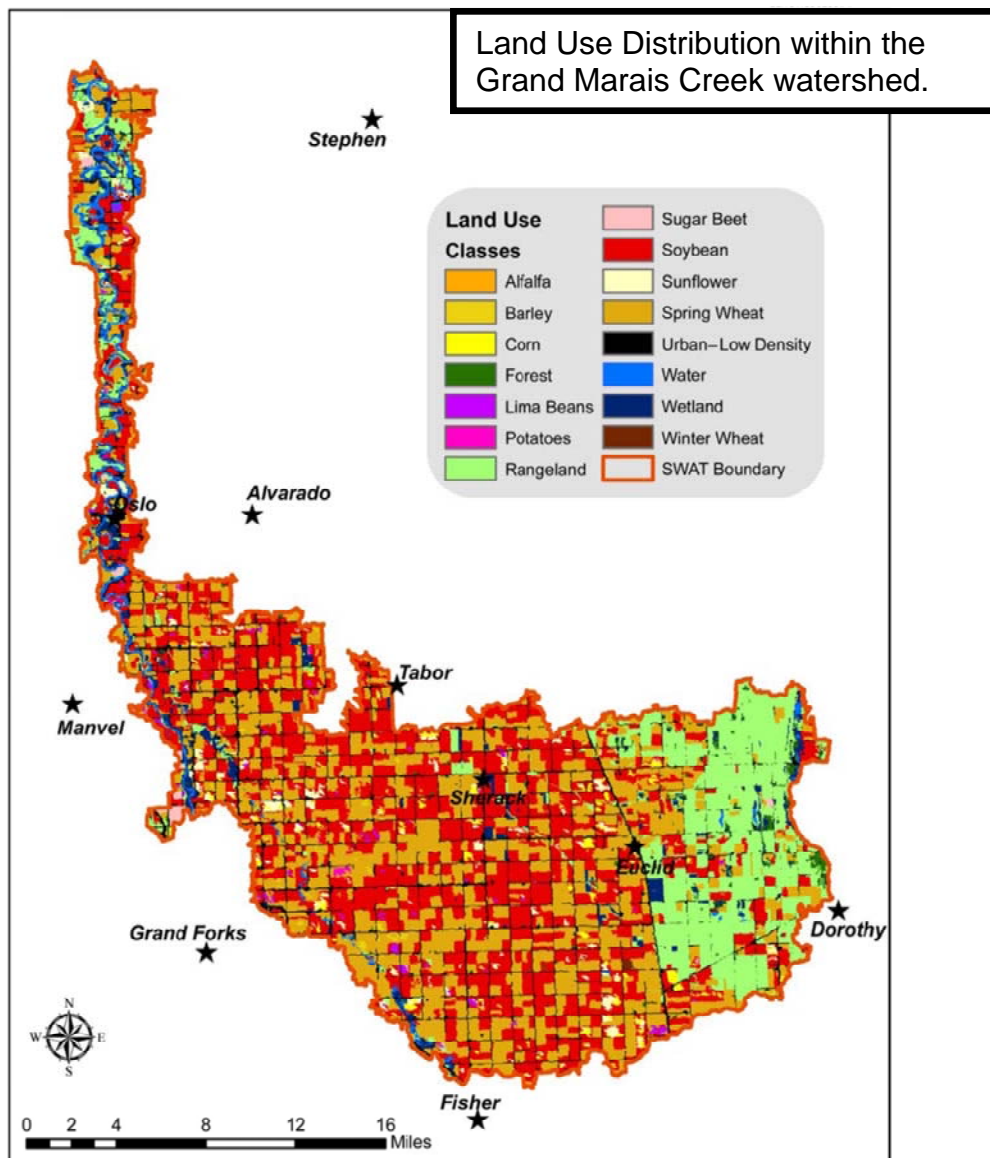 Land Use Distribution within the
Grand Marais Creek watershed.
Stephen
Land Use
Classes
Alfalfa
Barley
Corn
Forest
Lima Beans
Potatoes
Rangeland
Sugar Beet
Soybean
Sunflower
Spring Wheat
Urban–Low Density
Water
Wetland
Winter Wheat
SWAT Boundary
Oslo
Alvarado
Tabor
Manvel
Sherack
Euclid
Grand Forks
Dorothy
N
W E
S
Fisher
0 2 4 8 12 16
Miles